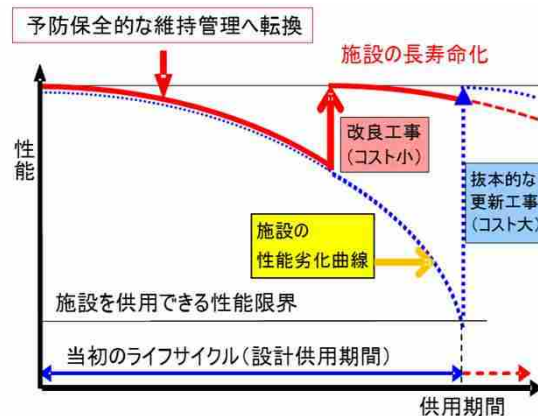 予防保全的な維持管理へ転換
施設の長寿命化
性能
改良工事
(コスト小)
抜本的な
更新工事
(コスト大)
施設の
性能劣化曲線
施設を供用できる性能限界
当初のライフサイクル(設計供用期間)
供用期間